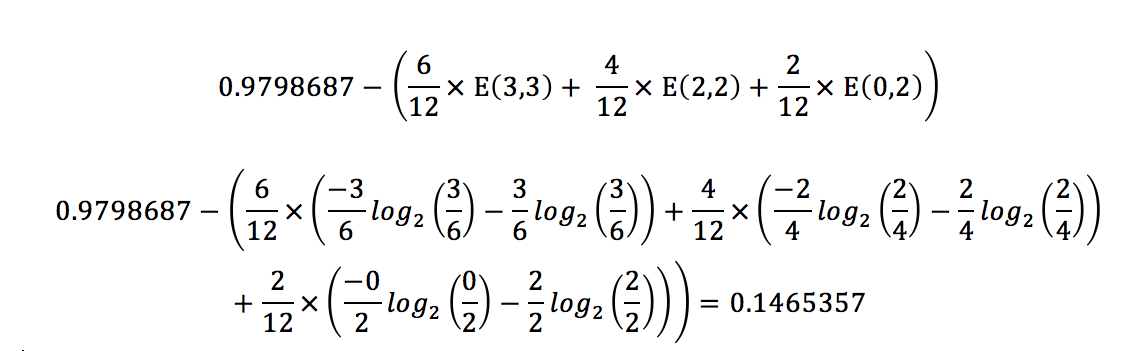 0.9798687 − (6/12 × E(3,3) + 4/12 × E(2,2) + 2/12 × E(0,2))
0.9798687 − (6/12 × (−3/6 log₂ (3/6) − 3/6 log₂ (3/6)) + 4/12 × (−2/4 log₂ (2/4) − 2/4 log₂ (2/4))
+ 2/12 × (−0/2 log₂ (0/2) − 2/2 log₂ (2/2))) = 0.1465357